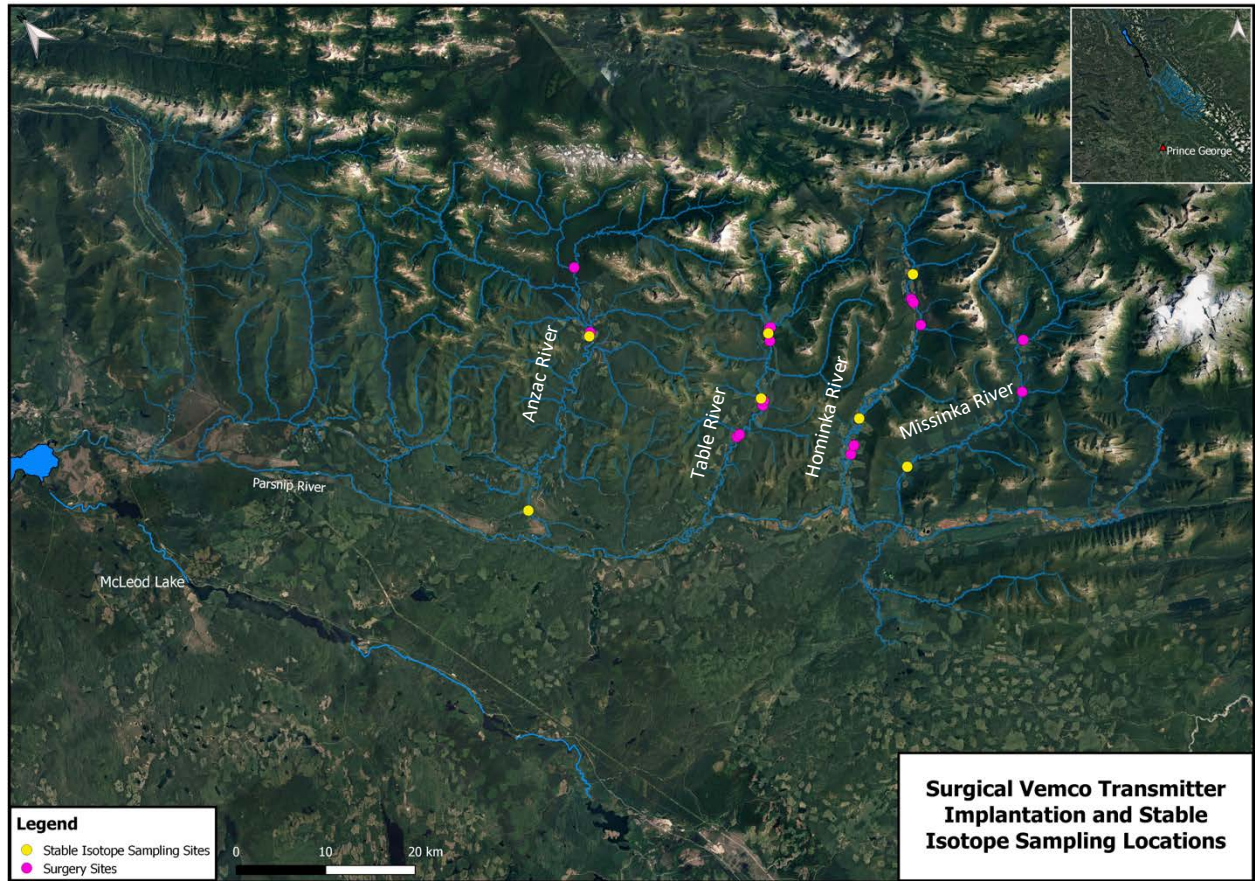 Prince George
Anzac River
Table River
Hominka River
Missinka River
Parsnip River
McLeod Lake
Legend
Stable Isotope Sampling Sites
Surgery Sites
0 10 20 km
Surgical Vemco Transmitter
Implantation and Stable
Isotope Sampling Locations